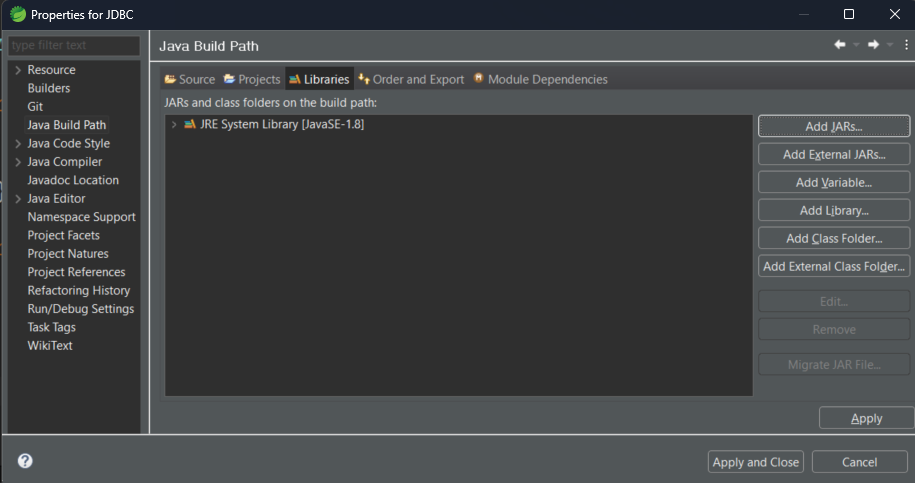 Properties for JDBC
type filter text
Resource
Builders
Git
Java Build Path
Java Code Style
Java Compiler
Javadoc Location
Java Editor
Namespace Support
Project Facets
Project Natures
Project References
Refactoring History
Run/Debug Settings
Task Tags
WikiText
Java Build Path
Source Projects Libraries Order and Export Module Dependencies
JARs and class folders on the build path:
JRE System Library [JavaSE-1.8]
Add JARs...
Add External JARs...
Add Variable...
Add Library...
Add Class Folder...
Add External Class Folder...
Edit...
Remove
Migrate JAR File...
Apply
Apply and Close Cancel